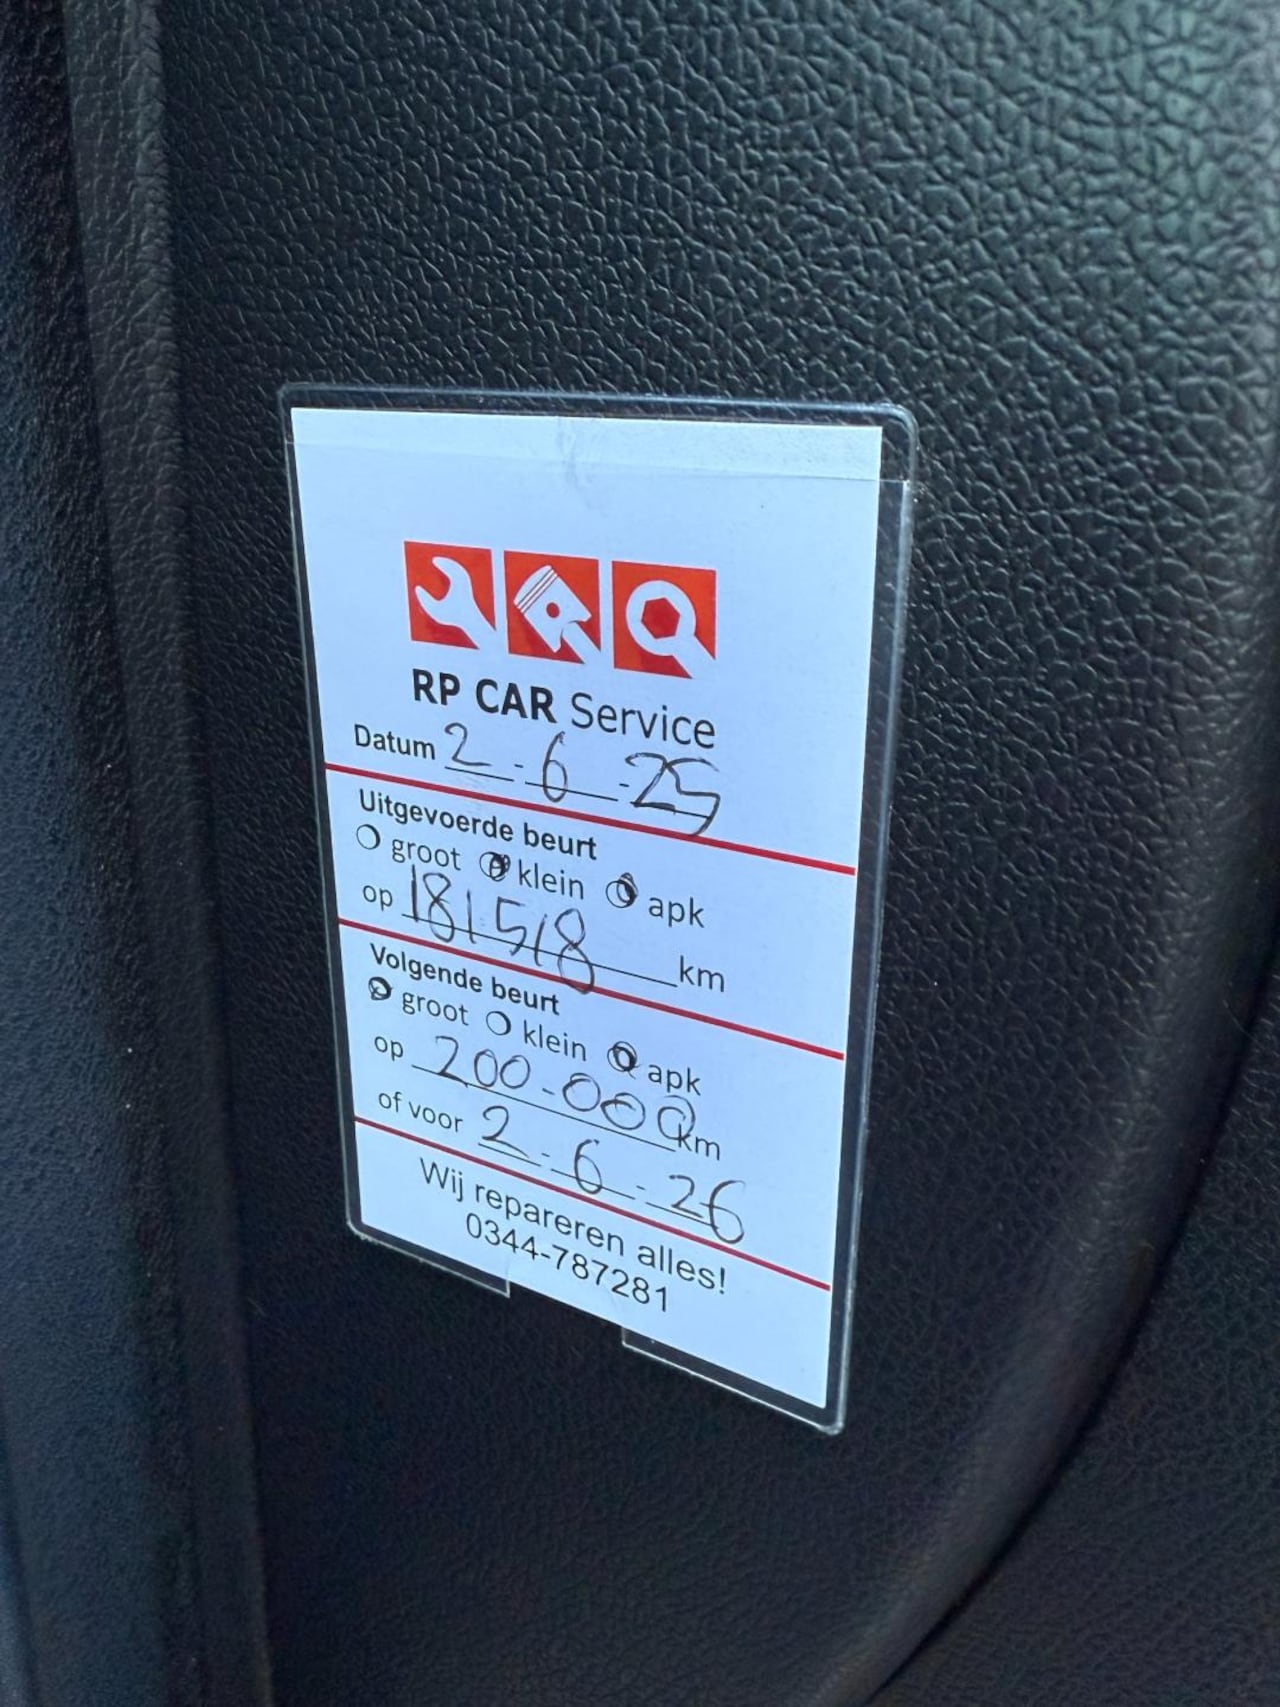 RP CAR Service
Datum 2-6-25
Uitgevoerde beurt
groot klein apk
op 181518 km
Volgende beurt
groot klein apk
op 200-000 km
of voor 2-6-26
Wij repareren alles!
0344-787281